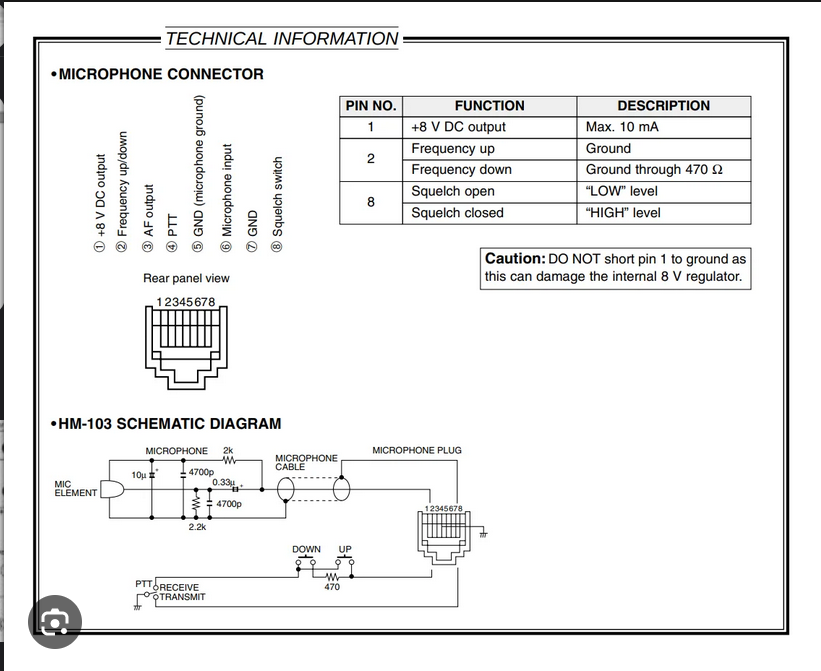 TECHNICAL INFORMATION
•MICROPHONE CONNECTOR
① +8 V DC output
② Frequency up/down
③ AF output
④ PTT
⑤ GND (microphone ground)
⑥ Microphone input
⑦ GND
⑧ Squelch switch
Rear panel view
12345678
PIN NO. FUNCTION DESCRIPTION
1 +8 V DC output Max. 10 mA
2 Frequency up Ground
Frequency down Ground through 470 Ω
8 Squelch open “LOW” level
Squelch closed “HIGH” level
Caution: DO NOT short pin 1 to ground as
this can damage the internal 8 V regulator.
•HM-103 SCHEMATIC DIAGRAM
MICROPHONE
2k
MICROPHONE
CABLE
MICROPHONE PLUG
MIC
ELEMENT
10µ +
4700p
0.33µ +
4700p
2.2k
12345678
DOWN UP
470
PTT
RECEIVE
TRANSMIT